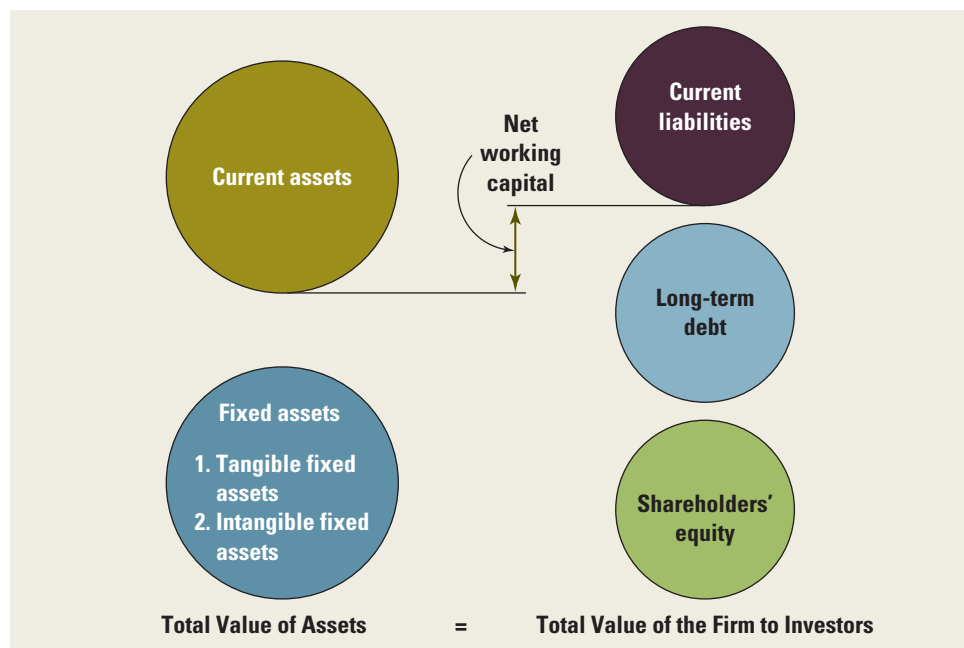 Current assets
Net
working
capital
Current
liabilities
Long-term
debt
Fixed assets
1. Tangible fixed
assets
2. Intangible fixed
assets
Shareholders'
equity
Total Value of Assets = Total Value of the Firm to Investors